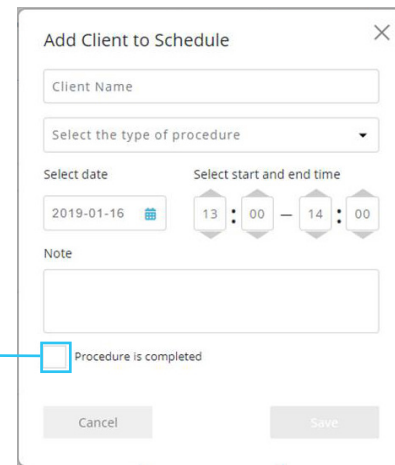 Add Client to Schedule
Client Name
Select the type of procedure
Select date Select start and end time
2019-01-16 13 : 00 – 14 : 00
Note
Procedure is completed
Cancel Save